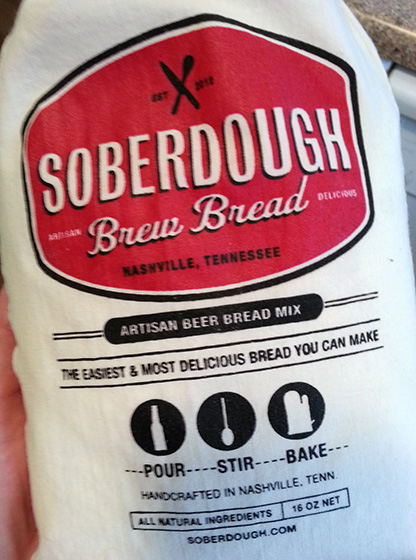 EST 2010
SOBERDOUGH
ARTISAN Brew Bread DELICIOUS
NASHVILLE, TENNESSEE
ARTISAN BEER BREAD MIX
THE EASIEST & MOST DELICIOUS BREAD YOU CAN MAKE
---POUR----STIR----BAKE---
HANDCRAFTED IN NASHVILLE, TENN.
ALL NATURAL INGREDIENTS 16 OZ NET
SOBERDOUGH.COM